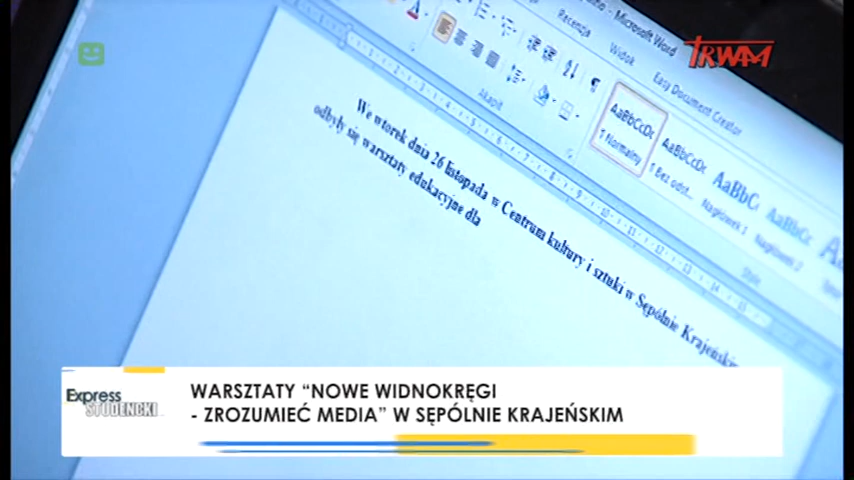 - Microsoft Word
TRWAM
Recenzja
Widok
Easy Document Creator
Akapit
AaBbCcDc
AaBbCcDc
AaBbC
AaBbCc
1 Normalny
1 Bez odst...
Nagłówek 1
Nagłówek 2
Style
We wtorek dnia 26 listopada w Centrum kultury i sztuki w Sępólnie Krajeńskim
odbyły się warsztaty edukacyjne dla
Express
STUDENCKI
WARSZTATY “NOWE WIDNOKRĘGI
- ZROZUMIEĆ MEDIA” W SĘPÓLNIE KRAJEŃSKIM